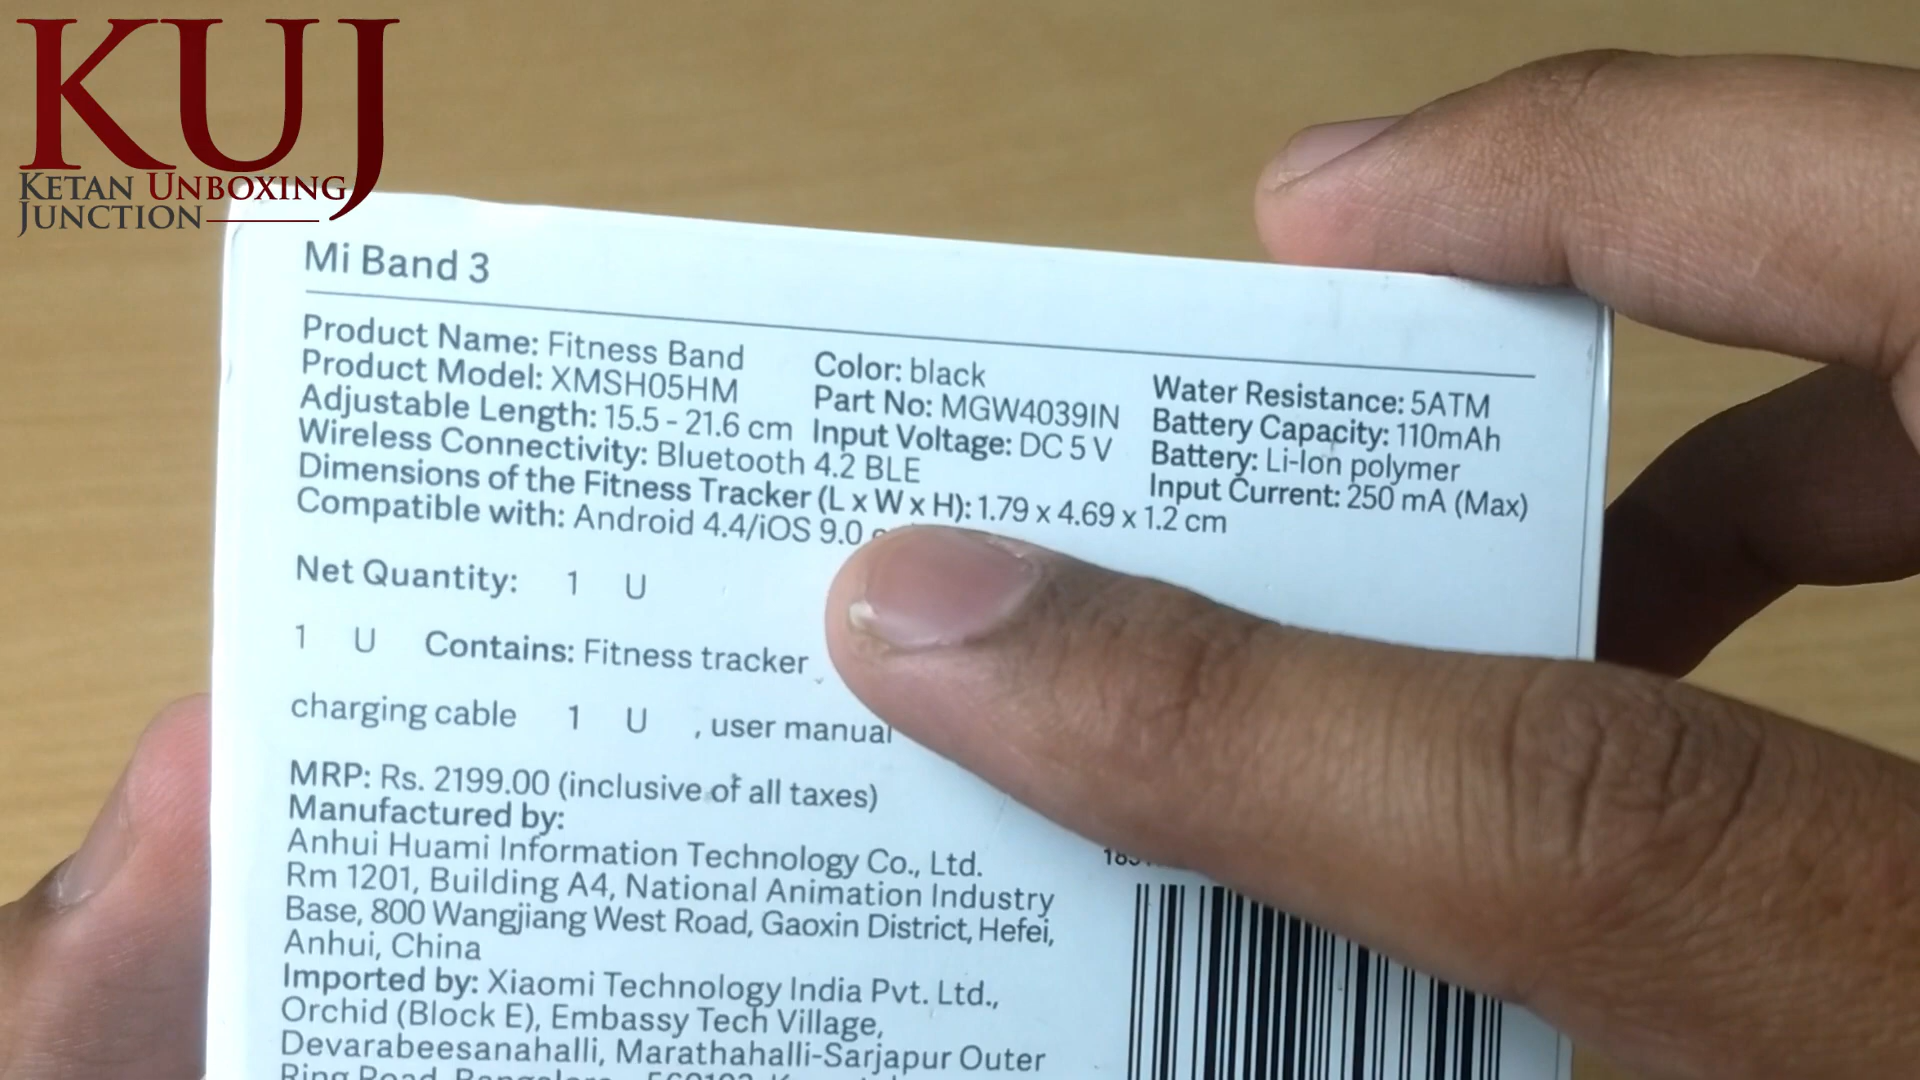 KUJ
KETAN UNBOXING
JUNCTION
Mi Band 3
Product Name: Fitness Band
Product Model: XMSH05HM
Adjustable Length: 15.5 - 21.6 cm
Wireless Connectivity: Bluetooth 4.2 BLE
Dimensions of the Fitness Tracker (L x W x H): 1.79 x 4.69 x 1.2 cm
Compatible with: Android 4.4/iOS 9.0
Color: black
Part No: MGW4039IN
Input Voltage: DC 5 V
Water Resistance: 5ATM
Battery Capacity: 110mAh
Battery: Li-Ion polymer
Input Current: 250 mA (Max)
Net Quantity: 1 U
1 U Contains: Fitness tracker
charging cable 1 U , user manual
MRP: Rs. 2199.00 (inclusive of all taxes)
Manufactured by:
Anhui Huami Information Technology Co., Ltd.
Rm 1201, Building A4, National Animation Industry
Base, 800 Wangjiang West Road, Gaoxin District, Hefei,
Anhui, China
Imported by: Xiaomi Technology India Pvt. Ltd.,
Orchid (Block E), Embassy Tech Village,
Devarabeesanahalli, Marathahalli-Sarjapur Outer
Ring Road,